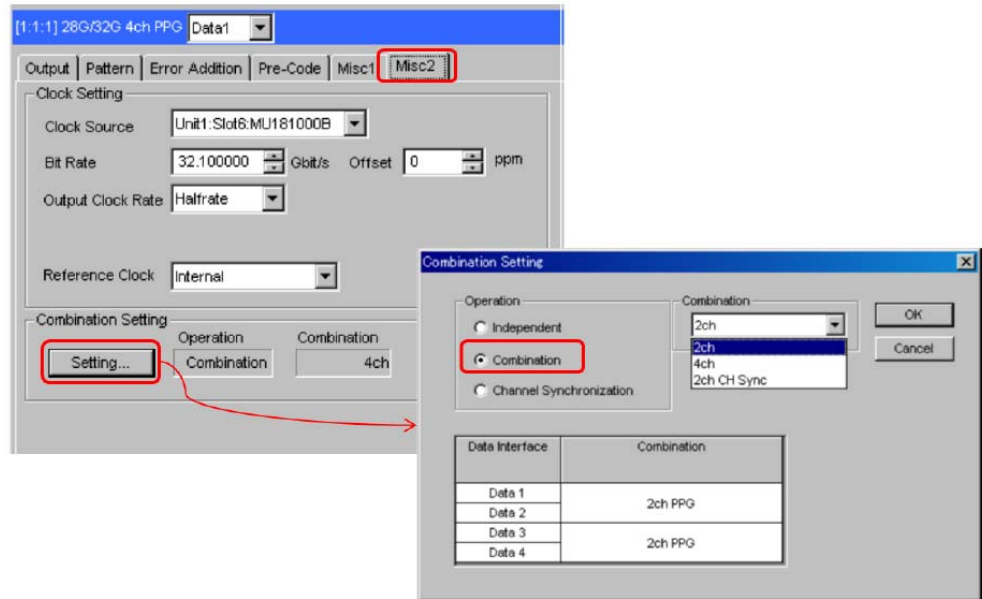 [1:1:1] 28G/32G 4ch PPG Data1
Output Pattern Error Addition Pre-Code Misc1 Misc2
Clock Setting
Clock Source Unit1:Slot6:MU181000B
Bit Rate 32.100000 Gbit/s Offset 0 ppm
Output Clock Rate Halfrate
Reference Clock Internal
Combination Setting
Operation Combination
Setting... Combination 4ch
Combination Setting
Operation
Independent
Combination
Channel Synchronization
Combination
2ch
2ch
4ch
2ch CH Sync
OK
Cancel
Data Interface Combination
Data 1
Data 2
2ch PPG
Data 3
Data 4
2ch PPG